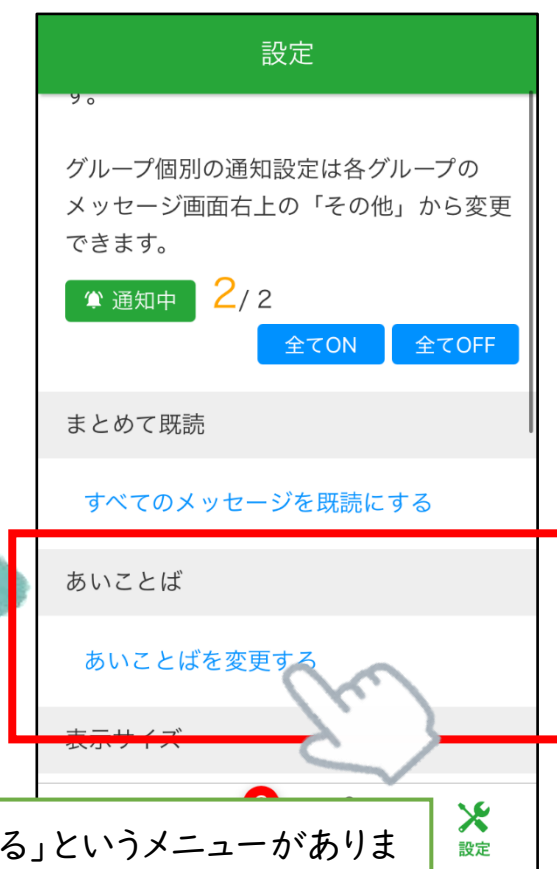 設定
す。
グループ個別の通知設定は各グループの
メッセージ画面右上の「その他」から変更
できます。
通知中 2/ 2
全てON 全てOFF
まとめて既読
すべてのメッセージを既読にする
あいことば
あいことばを変更する
表示サイズ
る」というメニューがありま
設定